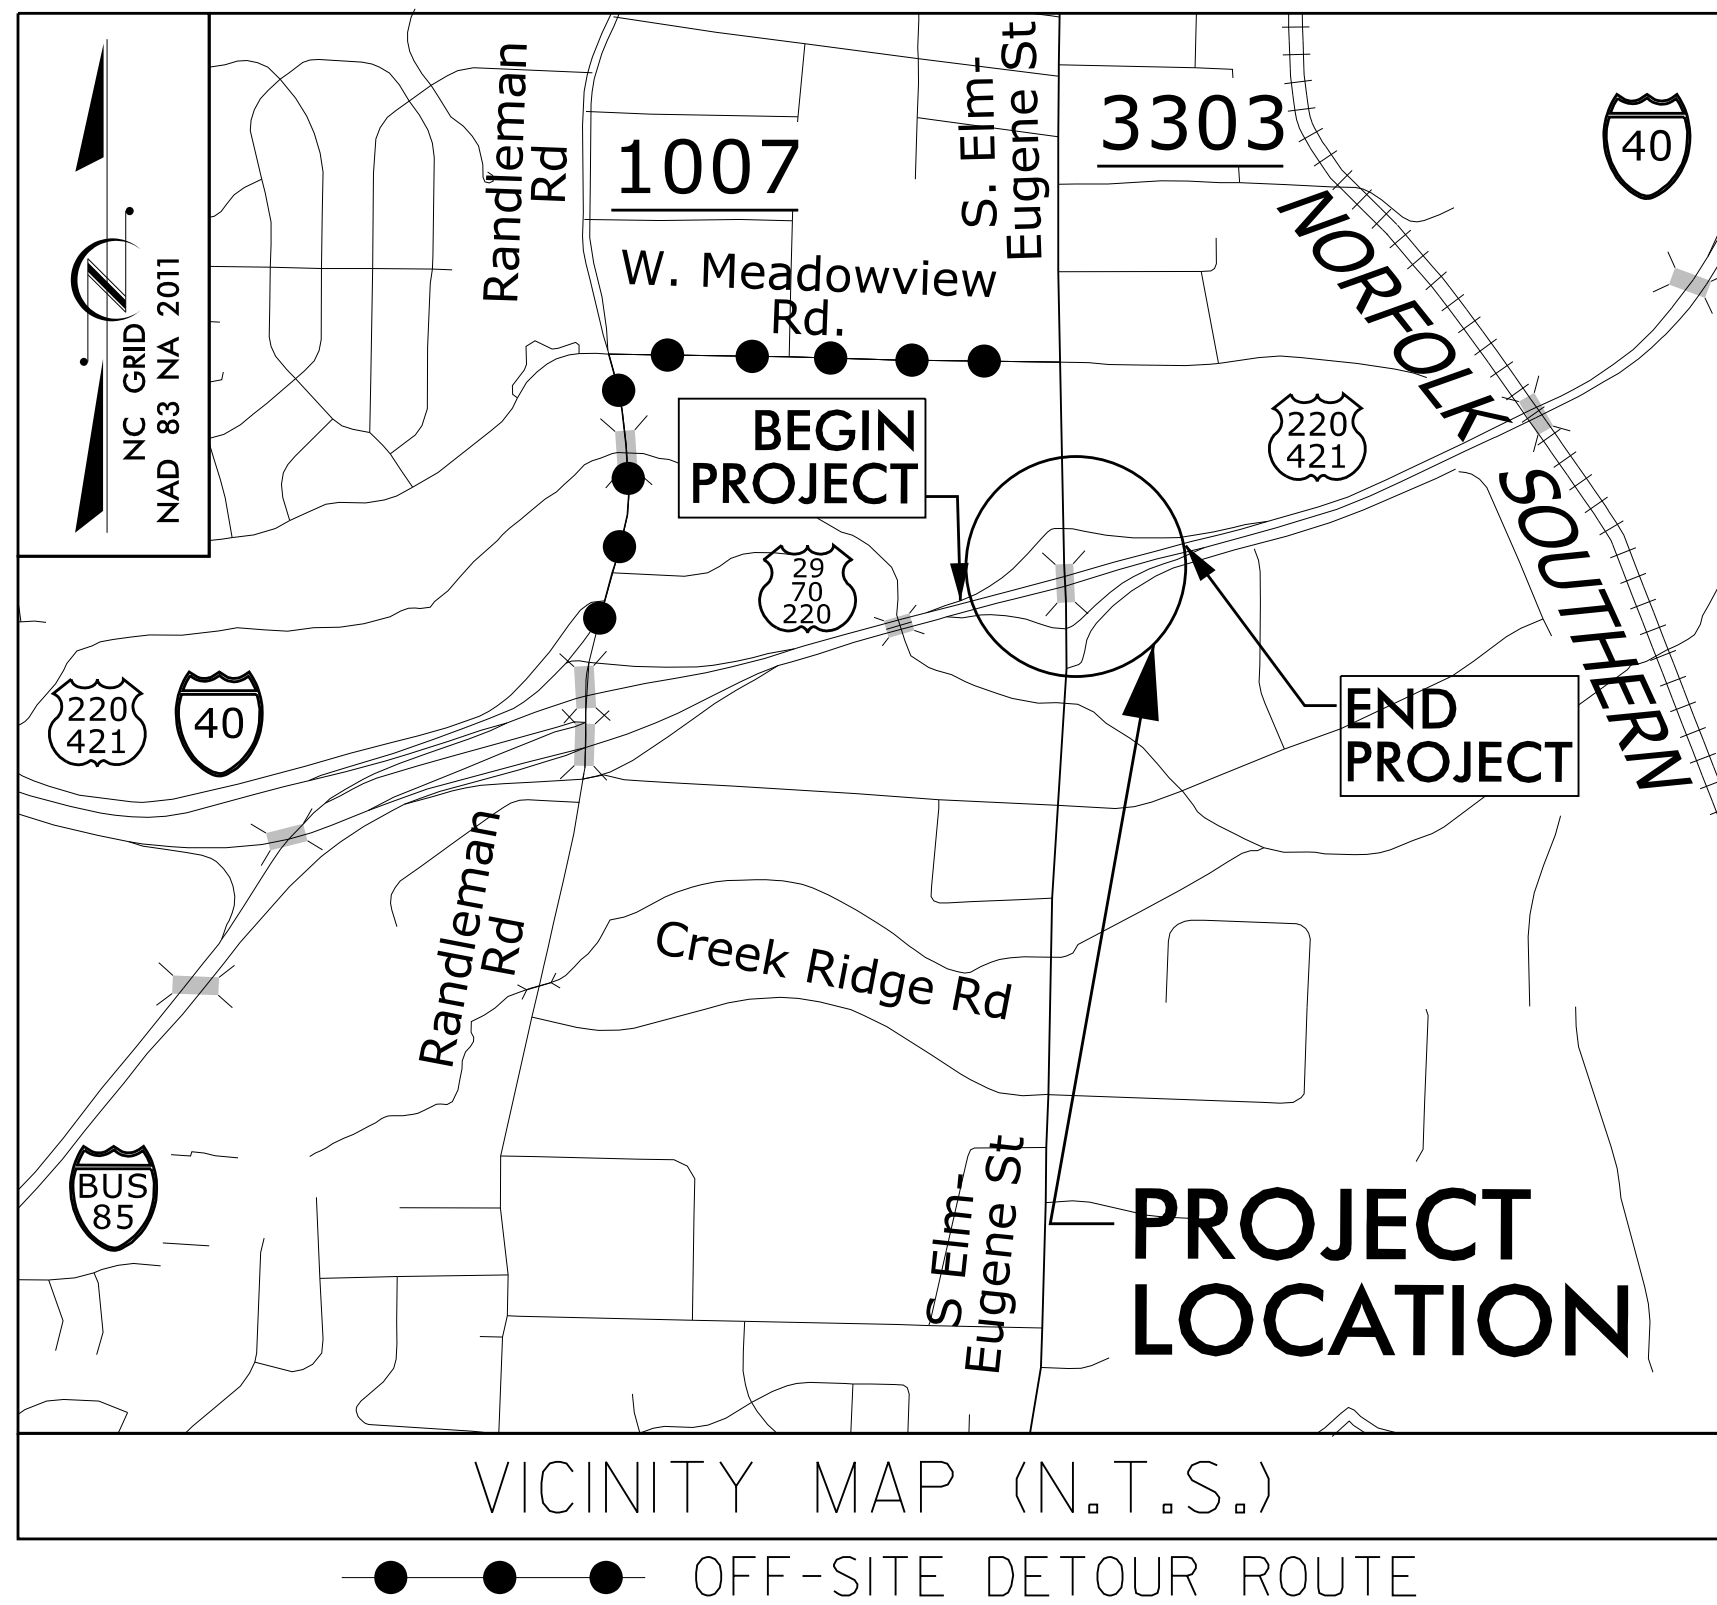 NC GRID
NAD 83 NA 2011
Randleman
Rd
1007
S. Elm-
Eugene St
3303
40
NORFOLK
SOUTHERN
W. Meadowview
Rd.
BEGIN
PROJECT
220
421
29
70
220
220
421
40
END
PROJECT
Randleman
Rd
Creek Ridge Rd
BUS
85
S Elm-
Eugene St
PROJECT
LOCATION
VICINITY MAP (N.T.S.)
OFF-SITE DETOUR ROUTE